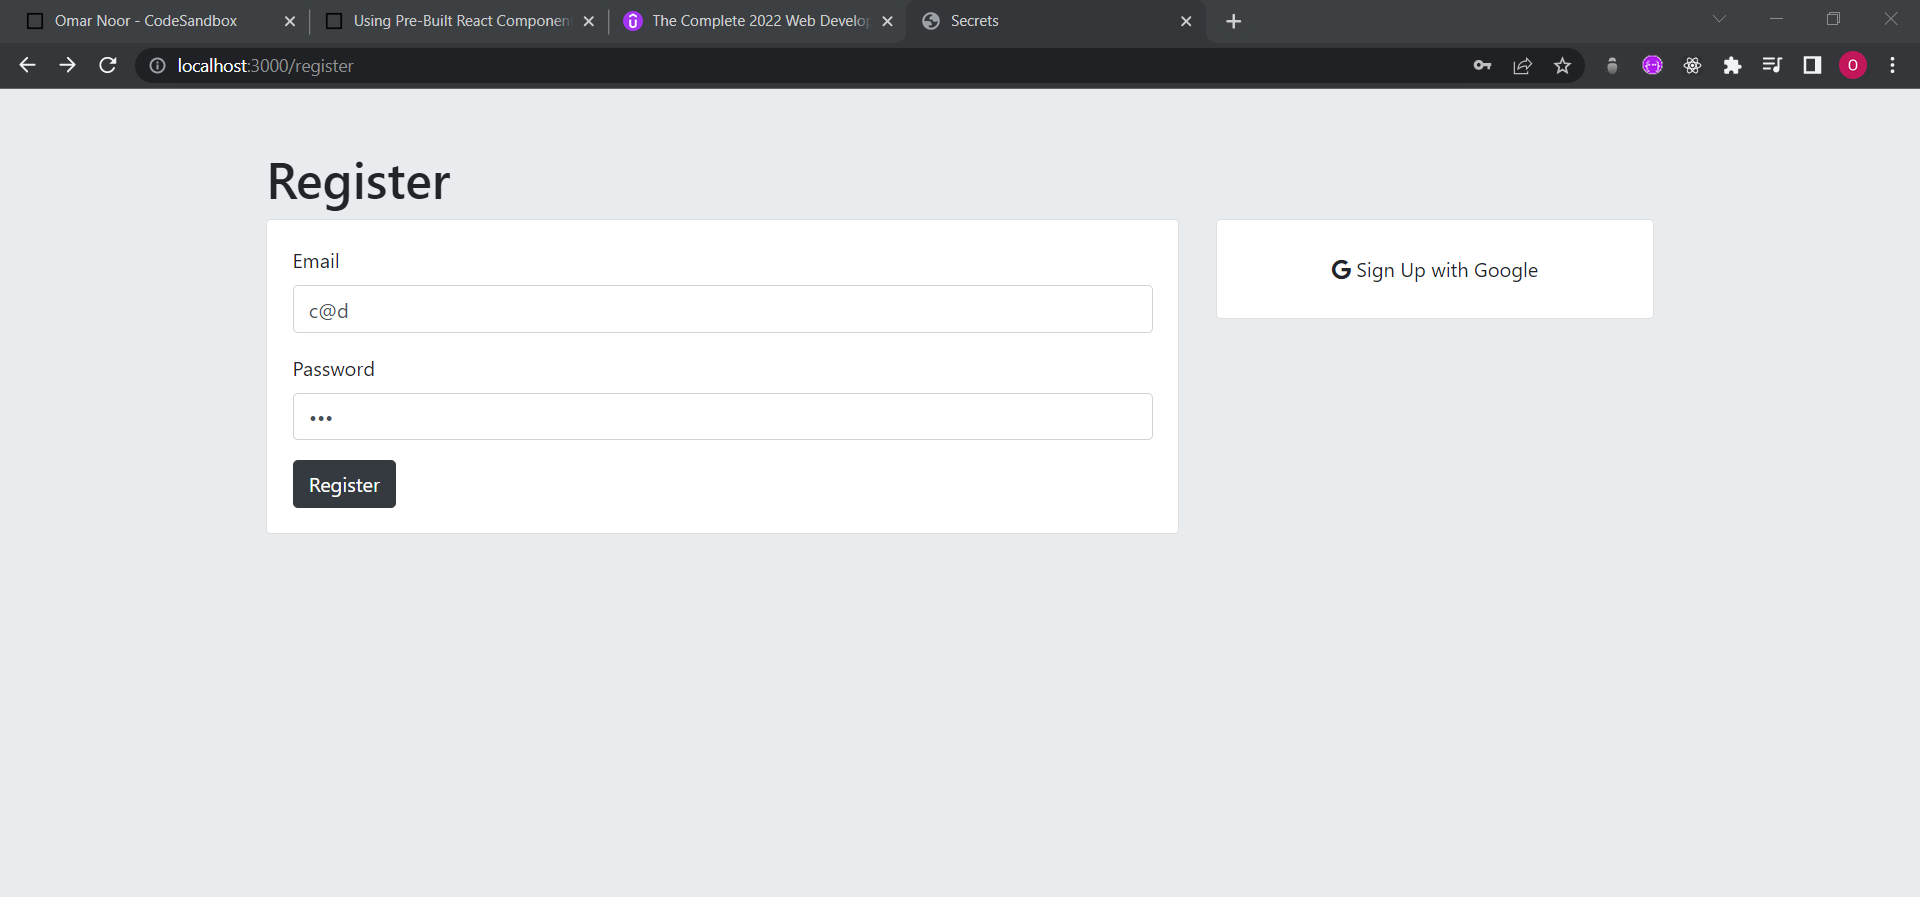 Omar Noor - CodeSandbox
Using Pre-Built React Componen
The Complete 2022 Web Develop
Secrets
localhost:3000/register
O
Register
Email
c@d
Password
•••
Register
G Sign Up with Google